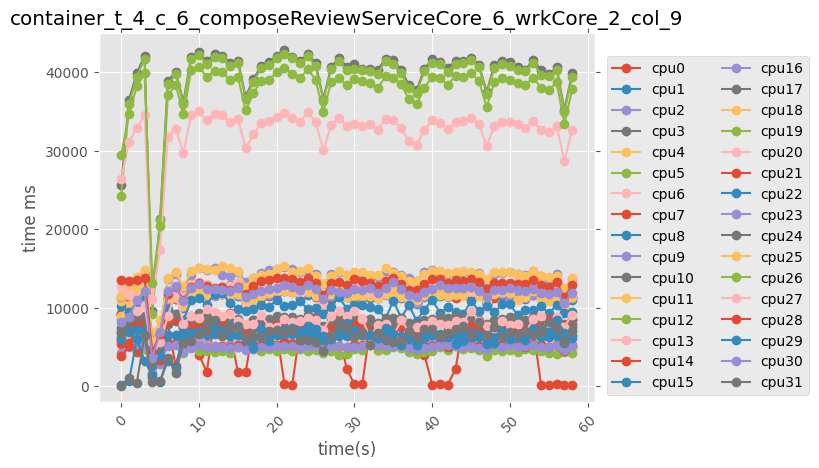 container_t_4_c_6_composeReviewServiceCore_6_wrkCore_2_col_9
time ms
40000
30000
20000
10000
0
0
10
20
30
40
50
60
time(s)
cpu0
cpu1
cpu2
cpu3
cpu4
cpu5
cpu6
cpu7
cpu8
cpu9
cpu10
cpu11
cpu12
cpu13
cpu14
cpu15
cpu16
cpu17
cpu18
cpu19
cpu20
cpu21
cpu22
cpu23
cpu24
cpu25
cpu26
cpu27
cpu28
cpu29
cpu30
cpu31